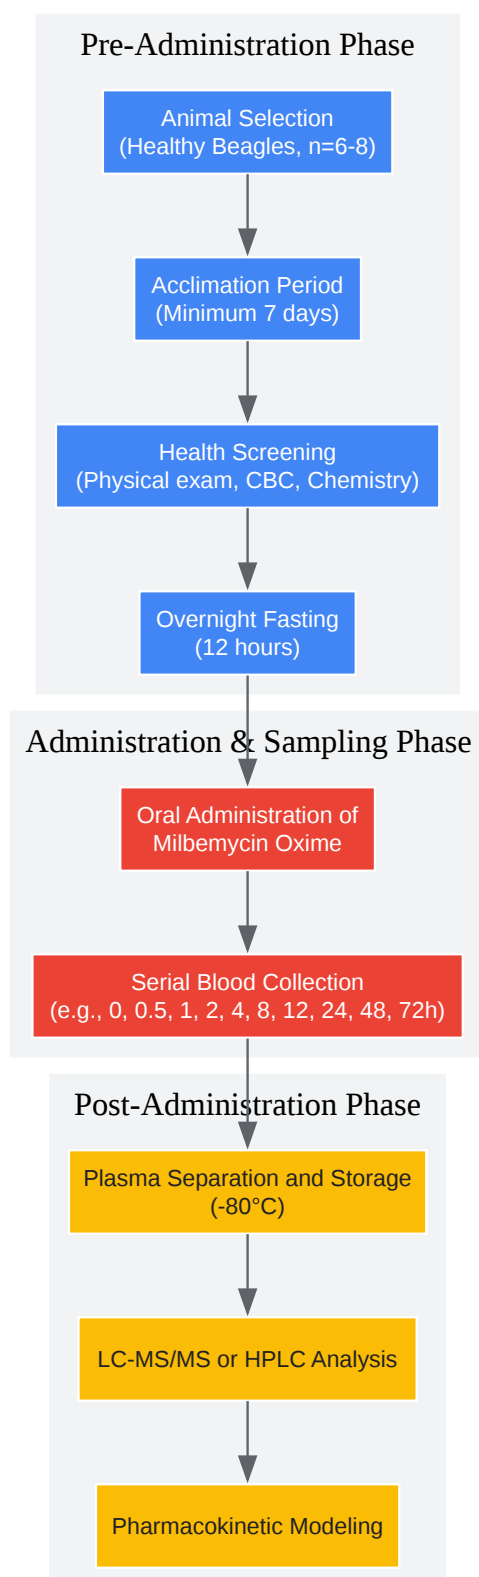 Pre-Administration Phase
Animal Selection
(Healthy Beagles, n=6-8)
Acclimation Period
(Minimum 7 days)
Health Screening
(Physical exam, CBC, Chemistry)
Overnight Fasting
(12 hours)
Administration & Sampling Phase
Oral Administration of
Milbemycin Oxime
Serial Blood Collection
(e.g., 0, 0.5, 1, 2, 4, 8, 12, 24, 48, 72h)
Post-Administration Phase
Plasma Separation and Storage
(-80°C)
LC-MS/MS or HPLC Analysis
Pharmacokinetic Modeling